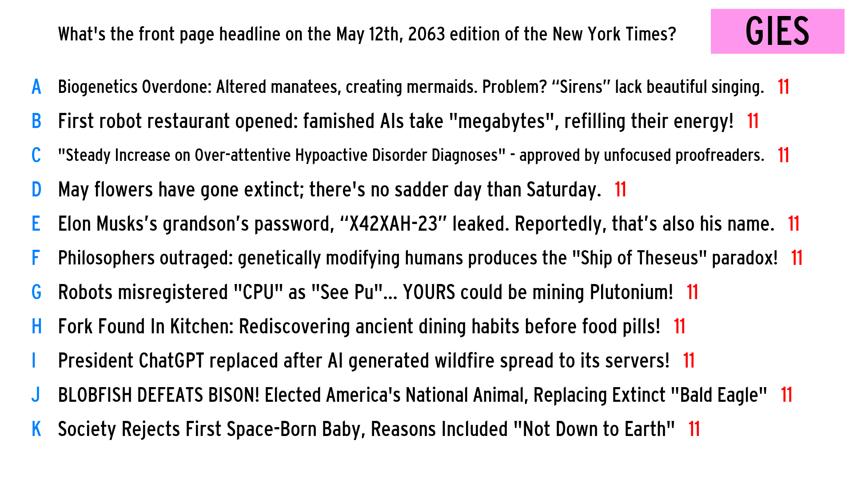 What's the front page headline on the May 12th, 2063 edition of the New York Times?
GIES
A Biogenetics Overdone: Altered manatees, creating mermaids. Problem? “Sirens” lack beautiful singing. 11
B First robot restaurant opened: famished AIs take "megabytes", refilling their energy! 11
C "Steady Increase on Over-attentive Hypoactive Disorder Diagnoses" - approved by unfocused proofreaders. 11
D May flowers have gone extinct; there's no sadder day than Saturday. 11
E Elon Musks’s grandson’s password, “X42XAH-23” leaked. Reportedly, that’s also his name. 11
F Philosophers outraged: genetically modifying humans produces the "Ship of Theseus" paradox! 11
G Robots misregistered "CPU" as "See Pu"... YOURS could be mining Plutonium! 11
H Fork Found In Kitchen: Rediscovering ancient dining habits before food pills! 11
I President ChatGPT replaced after AI generated wildfire spread to its servers! 11
J BLOBFISH DEFEATS BISON! Elected America's National Animal, Replacing Extinct "Bald Eagle" 11
K Society Rejects First Space-Born Baby, Reasons Included "Not Down to Earth" 11